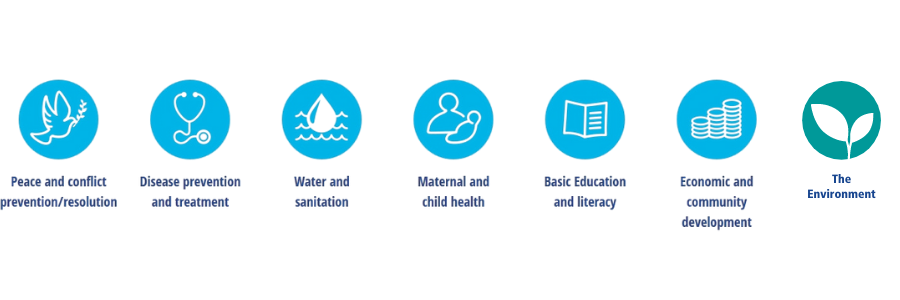 Peace and conflict
prevention/resolution
Disease prevention
and treatment
Water and
sanitation
Maternal and
child health
Basic Education
and literacy
Economic and
community
development
The
Environment